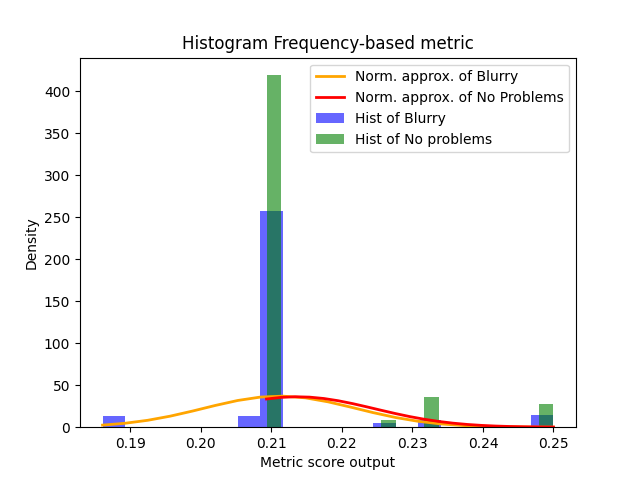 Histogram Frequency-based metric
Norm. approx. of Blurry
Norm. approx. of No Problems
Hist of Blurry
Hist of No problems
Density
400
350
300
250
200
150
100
50
0
0.19 0.20 0.21 0.22 0.23 0.24 0.25
Metric score output